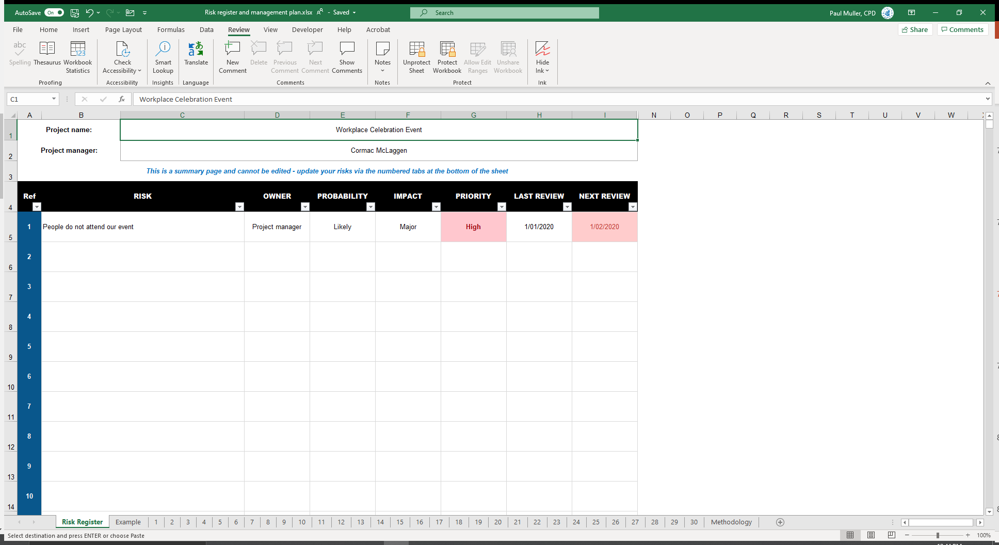 AutoSave On Risk register and management plan.xlsx - Saved Search Paul Muller, CPD
File Home Insert Page Layout Formulas Data Review View Developer Help Acrobat Share Comments
abc 123
Spelling Thesaurus Workbook Statistics Check Accessibility Smart Lookup Translate New Comment Delete Previous Comment Next Comment Show Comments Notes Unprotect Sheet Protect Workbook Allow Edit Ranges Unshare Workbook Hide Ink
Proofing Accessibility Insights Language Comments Notes Protect Ink
C1 fx Workplace Celebration Event
A B C D E F G H I N O P Q R S T U V W
1 Project name: Workplace Celebration Event
2 Project manager: Cormac McLaggen
3 This is a summary page and cannot be edited - update your risks via the numbered tabs at the bottom of the sheet
4 Ref RISK OWNER PROBABILITY IMPACT PRIORITY LAST REVIEW NEXT REVIEW
5 1 People do not attend our event Project manager Likely Major High 1/01/2020 1/02/2020
6 2
7 3
8 4
9 5
10 6
11 7
12 8
13 9
14 10
Risk Register Example 1 2 3 4 5 6 7 8 9 10 11 12 13 14 15 16 17 18 19 20 21 22 23 24 25 26 27 28 29 30 Methodology
Select destination and press ENTER or choose Paste 100%